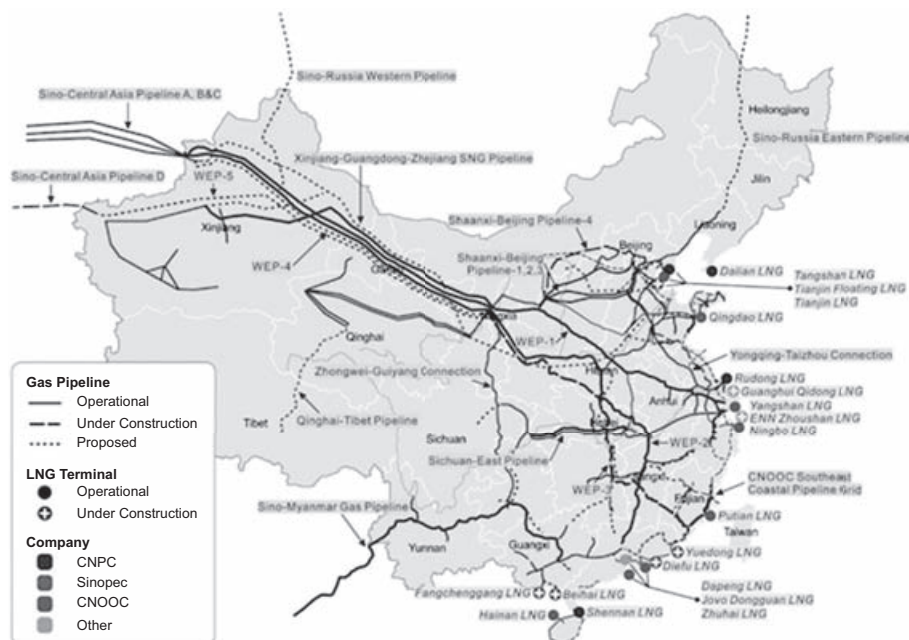 Sino-Russia Western Pipeline
Sino-Central Asia Pipeline A, B&C
Heilongjiang
Sino-Russia Eastern Pipeline
Xinjiang-Guangdong-Zhejiang SNG Pipeline
WEP-5
Sino-Central Asia Pipeline D
Jilin
Shaanxi-Beijing Pipeline-4
Liaoning
Xinjiang
Beijing
Shaanxi-Beijing
Pipeline-1,2,3
WEP-4
Dalian LNG
Tangshan LNG
Tianjin Floating LNG
Tianjin LNG
Qingdao LNG
Qinghai
WEP-1
Yongqing-Taizhou Connection
Zhongwei-Guiyang Connection
Rudong LNG
Guanghui Qidong LNG
Anhui
Yangshan LNG
ENN Zhoushan LNG
Ningbo LNG
Qinghai-Tibet Pipeline
Tibet
Sichuan
WEP-2
Sichuan-East Pipeline
WEP-3
CNOOC Southeast
Coastal Pipeline Grid
Fujian
Sino-Myanmar Gas Pipeline
Putian LNG
Taiwan
Yunnan
Guangxi
Yuedong LNG
Diefu LNG
Fangchenggang LNG
Beihai LNG
Dapeng LNG
Jovo Dongguan LNG
Zhuhai LNG
Hainan LNG
Shennan LNG
Gas Pipeline
Operational
Under Construction
Proposed
LNG Terminal
Operational
Under Construction
Company
CNPC
Sinopec
CNOOC
Other